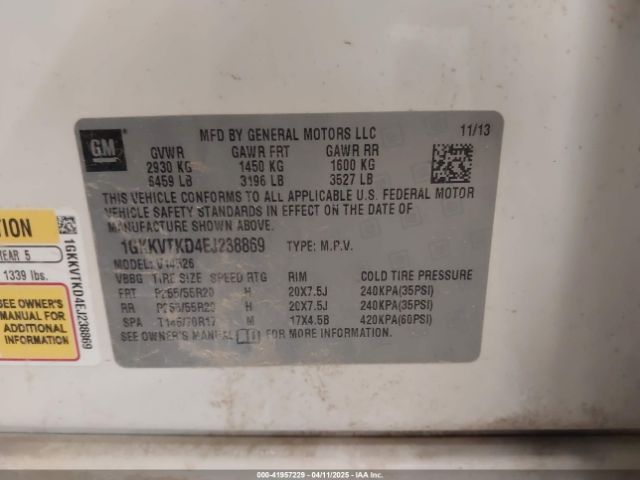 GM
MFD BY GENERAL MOTORS LLC 11/13
GVWR GAWR FRT GAWR RR
2930 KG 1450 KG 1600 KG
6459 LB 3196 LB 3527 LB
THIS VEHICLE CONFORMS TO ALL APPLICABLE U.S. FEDERAL MOTOR
VEHICLE SAFETY STANDARDS IN EFFECT ON THE DATE OF
MANUFACTURE SHOWN ABOVE.
1GKKVTKD4EJ238869 TYPE: M.P.V.
MODEL:
TIRE SIZE SPEED RTG RIM COLD TIRE PRESSURE
FRT P255/55R20 H 20X7.5J 240KPA(35PSI)
RR P255/55R20 H 20X7.5J 240KPA(35PSI)
SPA M 17X4.5B 420KPA(60PSI)
SEE OWNER'S MANUAL FOR MORE INFORMATION.
TION
EAR 5
1339 lbs.
SEE OWNER'S
MANUAL FOR
ADDITIONAL
INFORMATION
1GKKVTKD4EJ238869
000-41957229 - 04/11/2025 - IAA Inc.